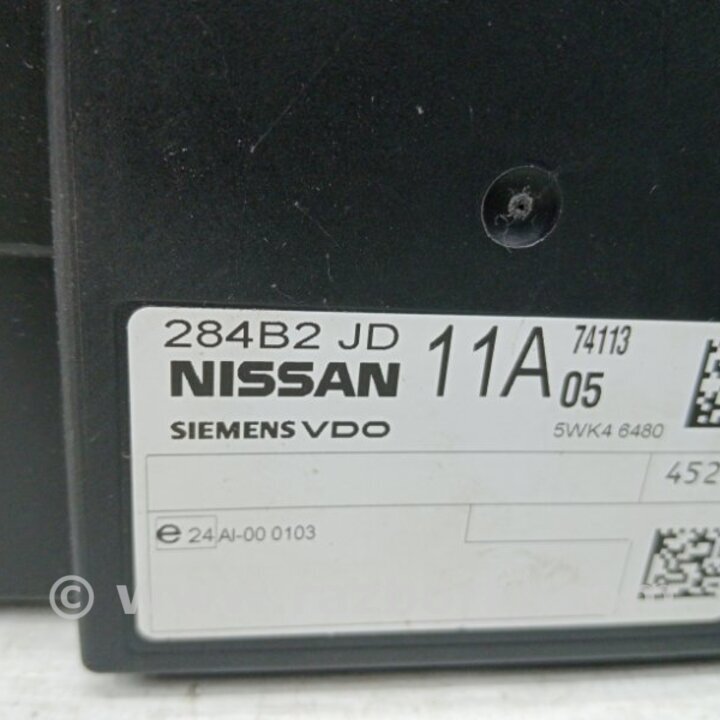 284B2 JD 11A 74113
NISSAN 05
SIEMENS VDO 5WK4 6480
452
e 24 AI-00 0103
©